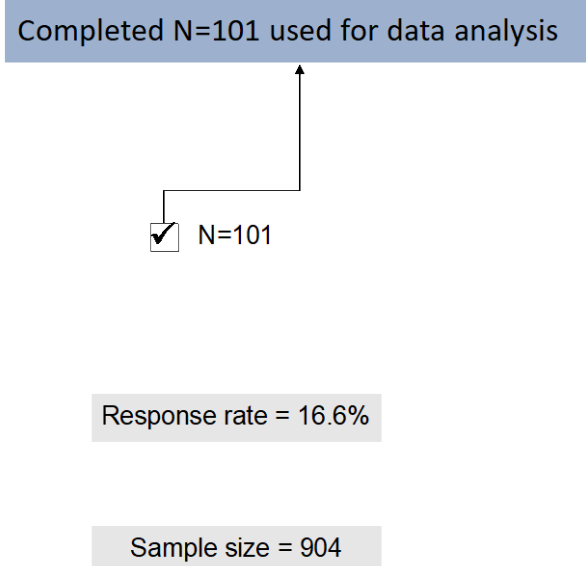 Completed N=101 used for data analysis
N=101
Response rate = 16.6%
Sample size = 904